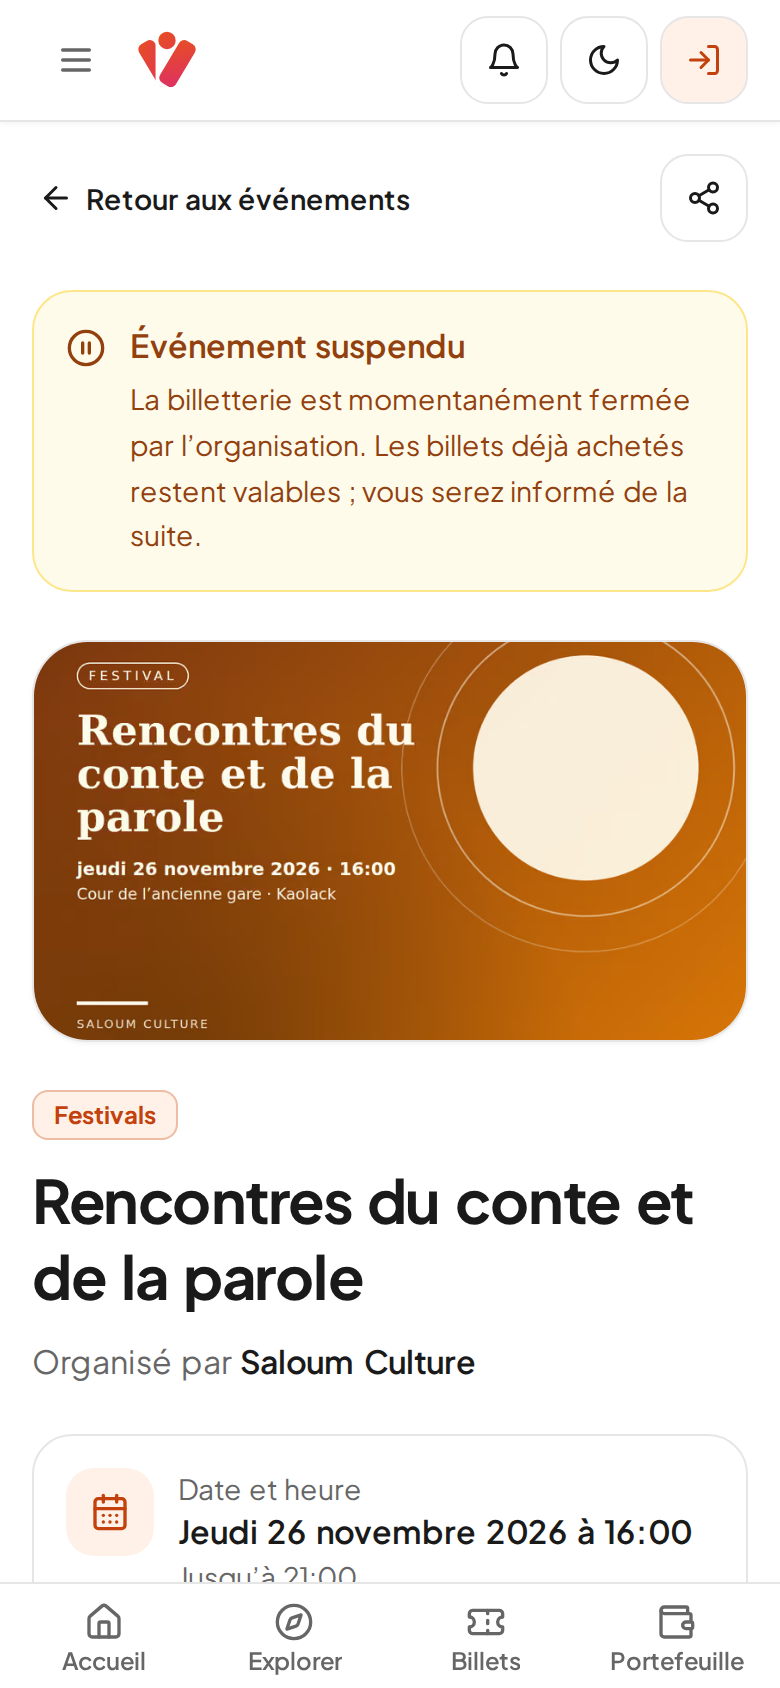 Retour aux événements
Événement suspendu
La billetterie est momentanément fermée
par l’organisation. Les billets déjà achetés
restent valables ; vous serez informé de la
suite.
FESTIVAL
Rencontres du
conte et de la
parole
jeudi 26 novembre 2026 · 16:00
Cour de l’ancienne gare · Kaolack
SALOUM CULTURE
Festivals
Rencontres du conte et
de la parole
Organisé par Saloum Culture
Date et heure
Jeudi 26 novembre 2026 à 16:00
Jusqu’à 21:00
Accueil
Explorer
Billets
Portefeuille